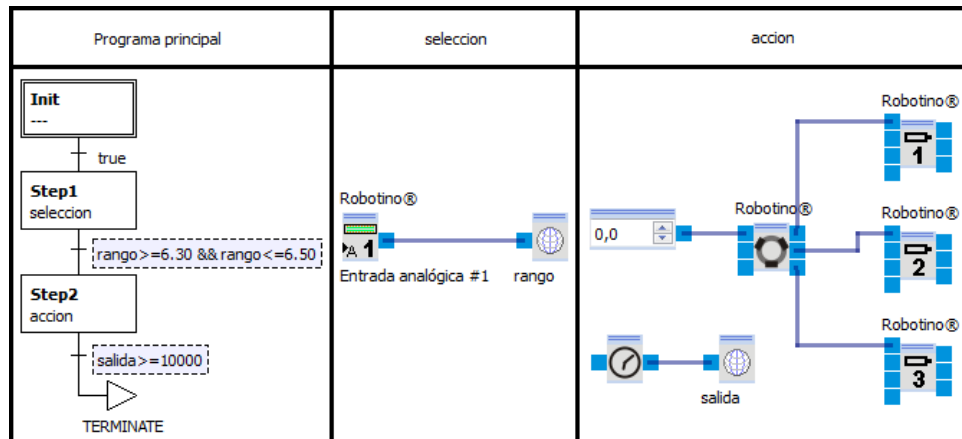 Programa principal
seleccion
accion
Init
---
true
Step1
seleccion
rango>=6.30 && rango<=6.50
Step2
accion
salida>=10000
TERMINATE
Robotino®
A 1
Entrada analógica #1
rango
0,0
Robotino®
salida
Robotino®
1
Robotino®
2
Robotino®
3